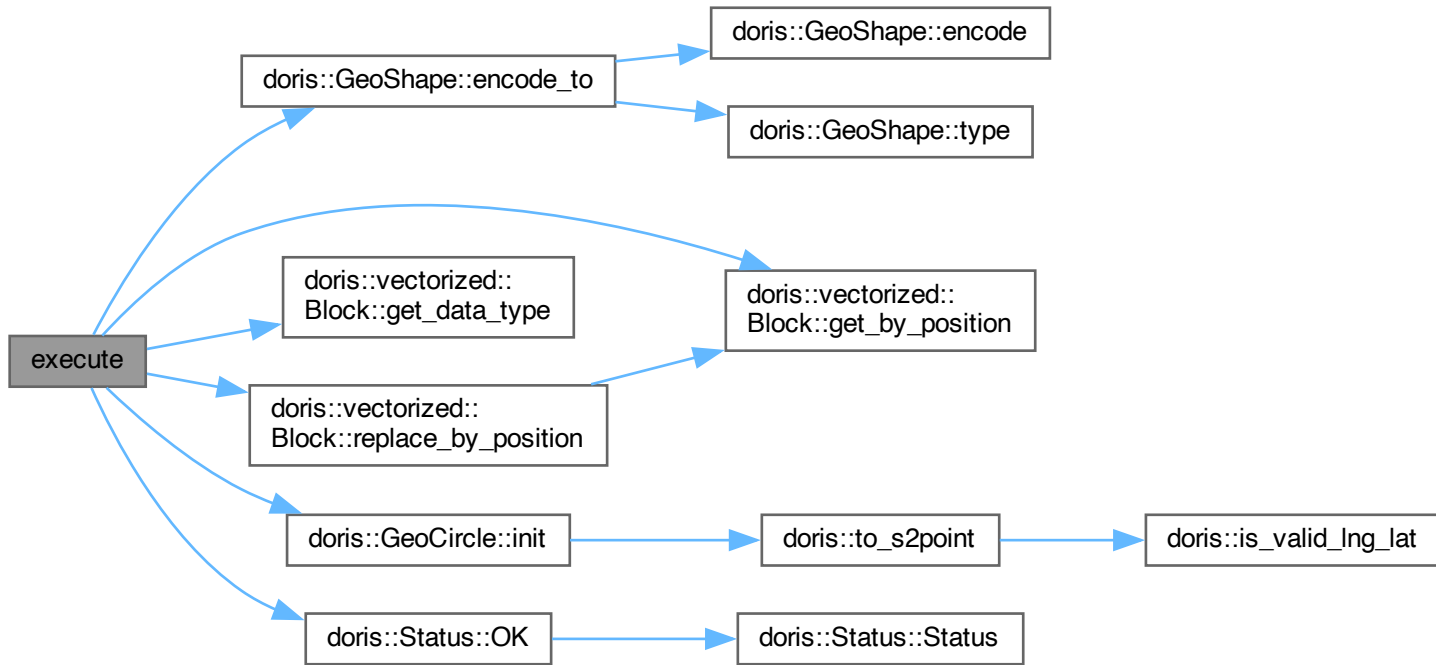 doris::GeoShape::encode
doris::GeoShape::encode_to
doris::GeoShape::type
doris::vectorized::
Block::get_data_type
doris::vectorized::
Block::get_by_position
execute
doris::vectorized::
Block::replace_by_position
doris::GeoCircle::init
doris::to_s2point
doris::is_valid_lng_lat
doris::Status::OK
doris::Status::Status